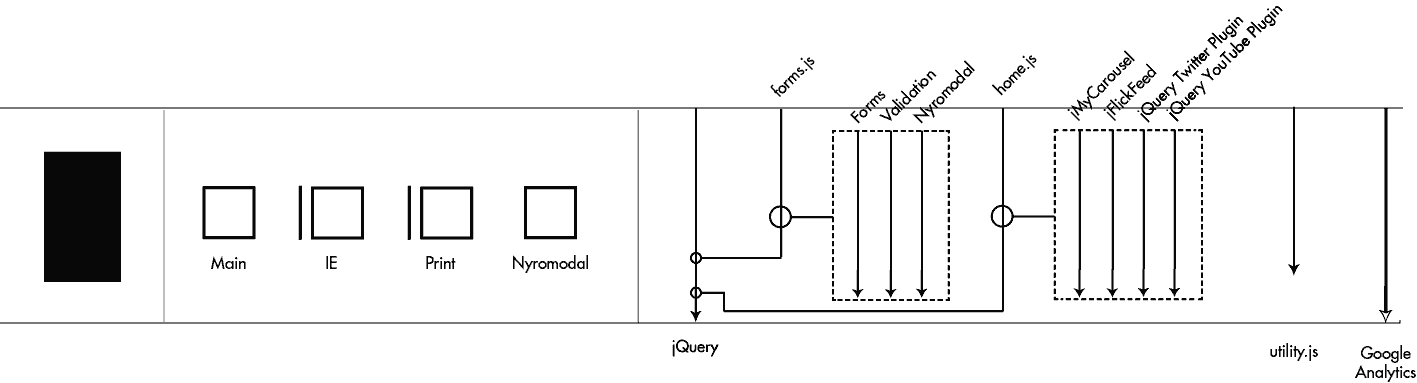 forms.js
Forms
Validation
Nyromodal
home.js
jMyCarousel
jFlickFeed
jQuery Twitter Plugin
jQuery YouTube Plugin
Main
IE
Print
Nyromodal
jQuery
utility.js
Google
Analytics